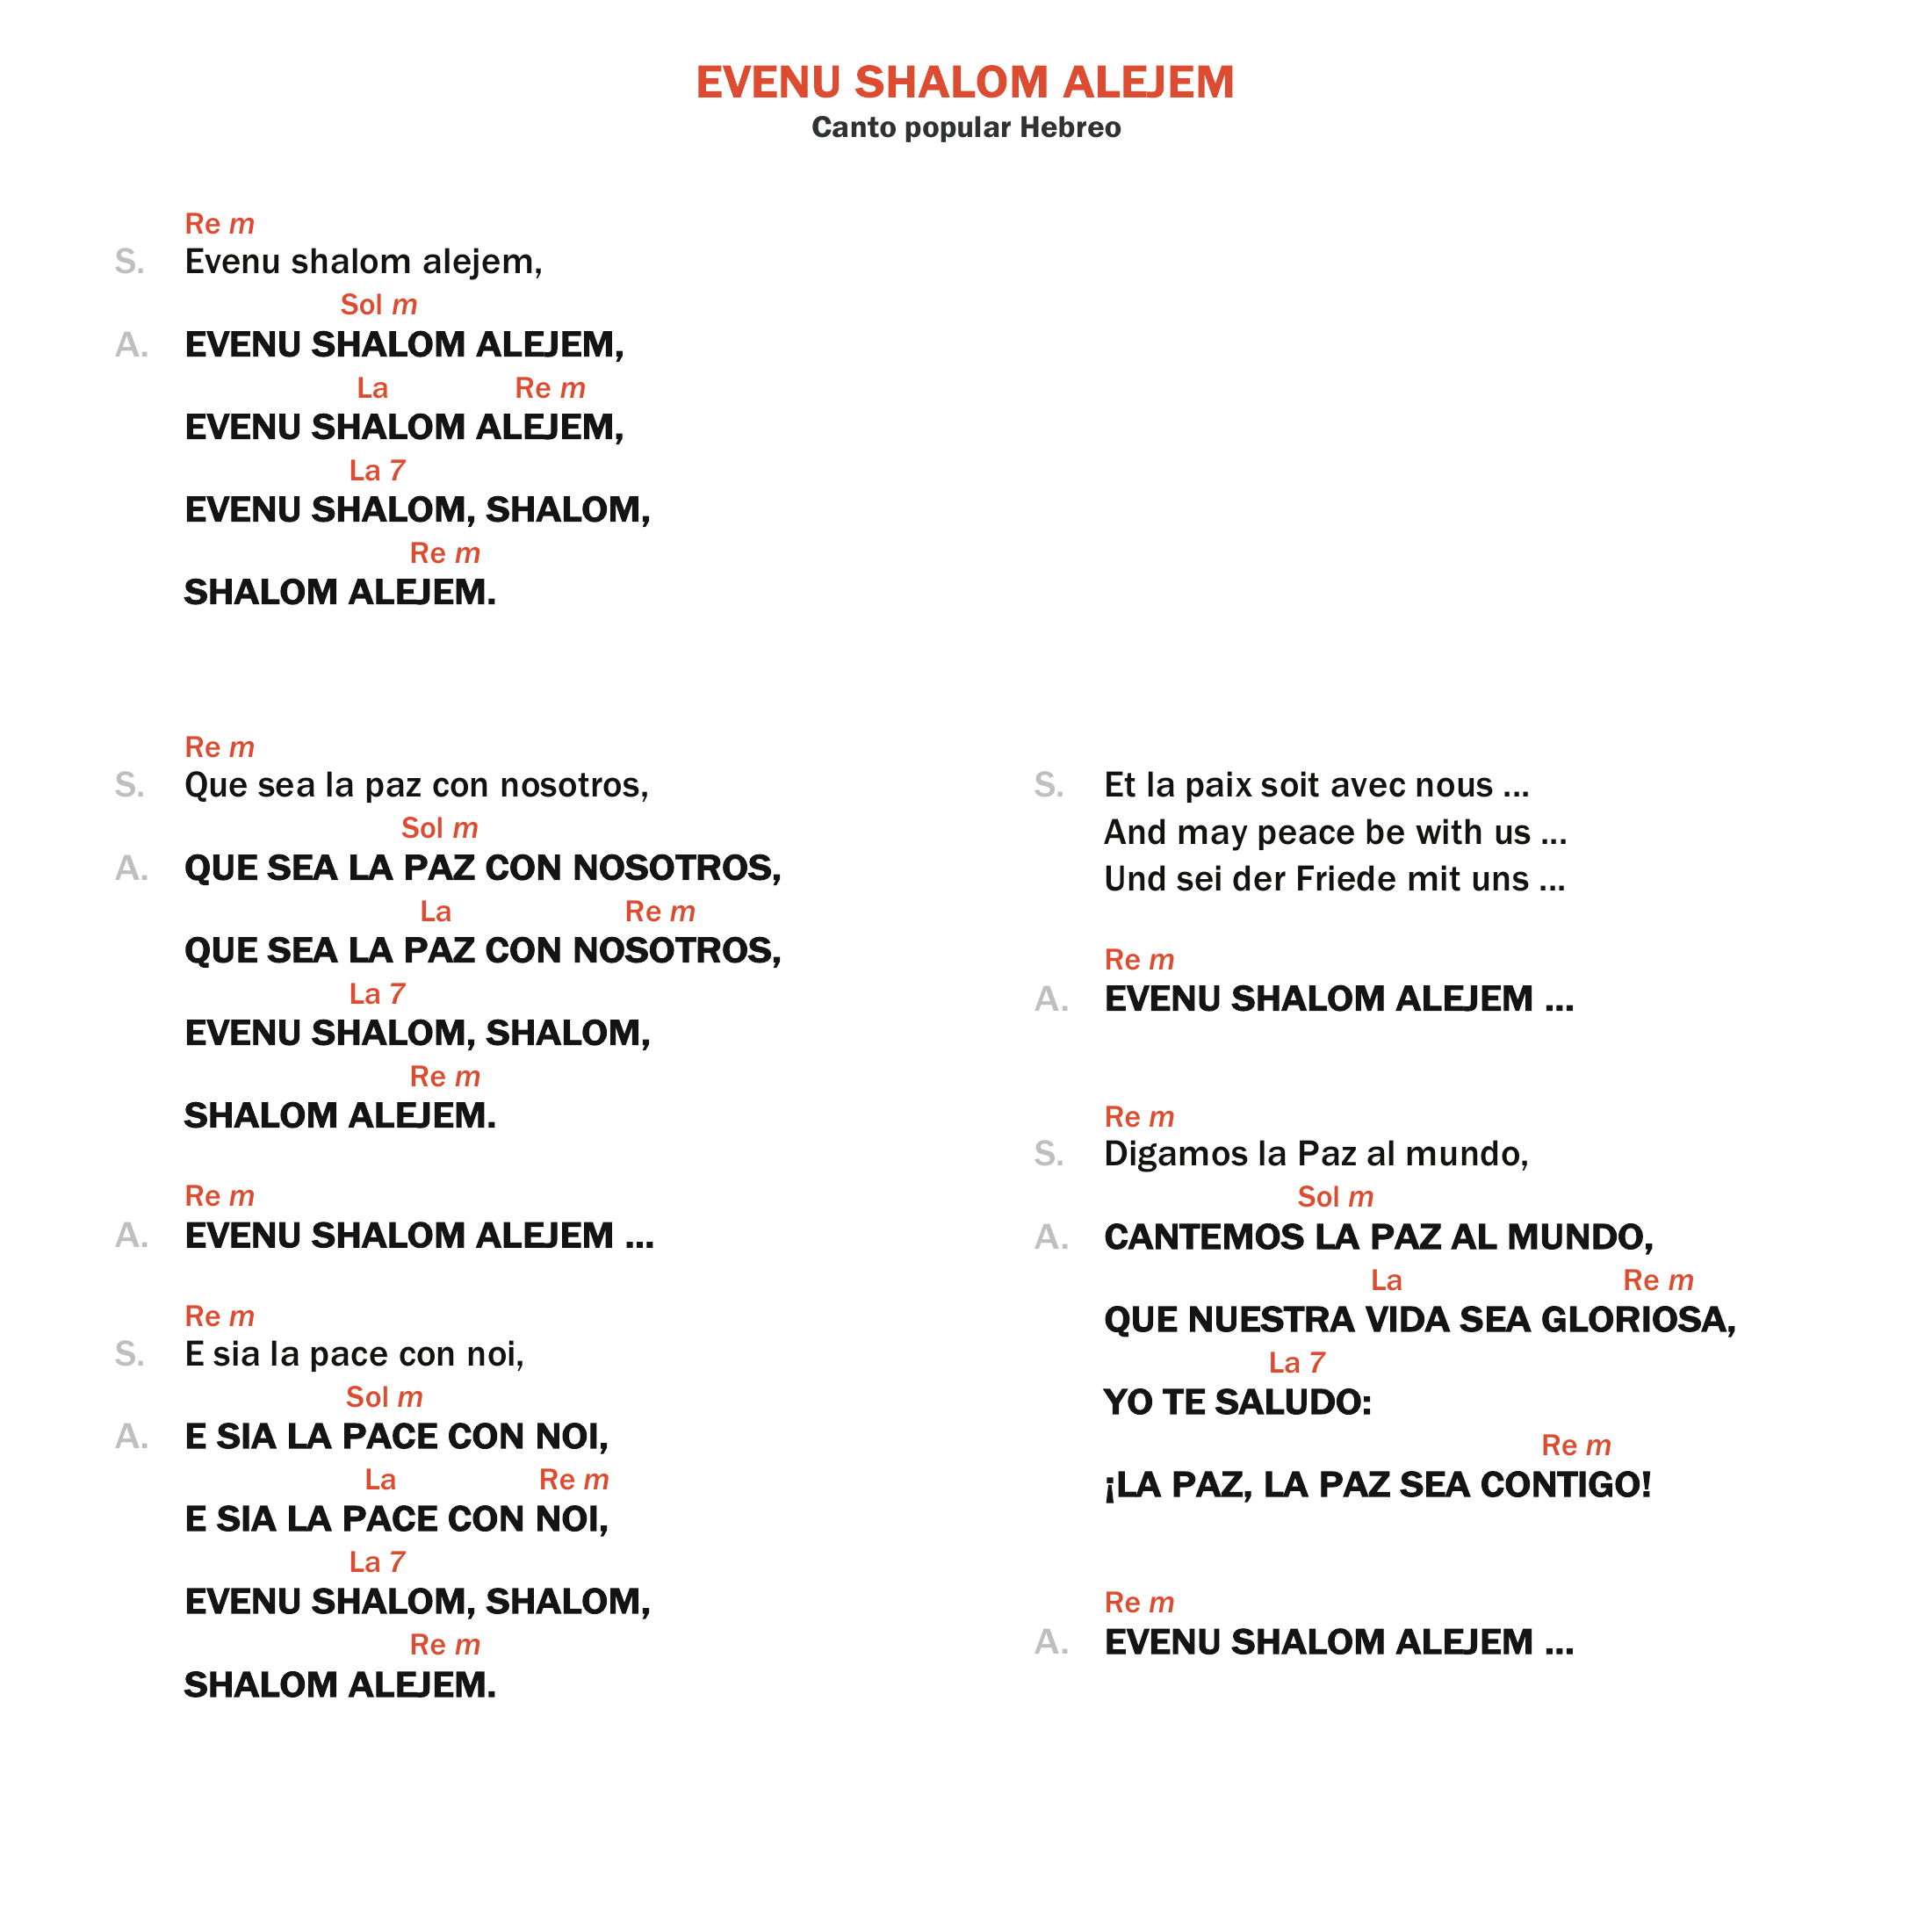 EVENU SHALOM ALEJEM
Canto popular Hebreo
Re m
S. Evenu shalom alejem,
Sol m
A. EVENU SHALOM ALEJEM,
La Re m
EVENU SHALOM ALEJEM,
La 7
EVENU SHALOM, SHALOM,
Re m
SHALOM ALEJEM.
Re m
S. Que sea la paz con nosotros,
Sol m
A. QUE SEA LA PAZ CON NOSOTROS,
La Re m
QUE SEA LA PAZ CON NOSOTROS,
La 7
EVENU SHALOM, SHALOM,
Re m
SHALOM ALEJEM.
Re m
A. EVENU SHALOM ALEJEM ...
Re m
S. E sia la pace con noi,
Sol m
A. E SIA LA PACE CON NOI,
La Re m
E SIA LA PACE CON NOI,
La 7
EVENU SHALOM, SHALOM,
Re m
SHALOM ALEJEM.
S. Et la paix soit avec nous ...
And may peace be with us ...
Und sei der Friede mit uns ...
Re m
A. EVENU SHALOM ALEJEM ...
Re m
S. Digamos la Paz al mundo,
Sol m
A. CANTEMOS LA PAZ AL MUNDO,
La Re m
QUE NUESTRA VIDA SEA GLORIOSA,
La 7
YO TE SALUDO:
Re m
¡LA PAZ, LA PAZ SEA CONTIGO!
Re m
A. EVENU SHALOM ALEJEM ...